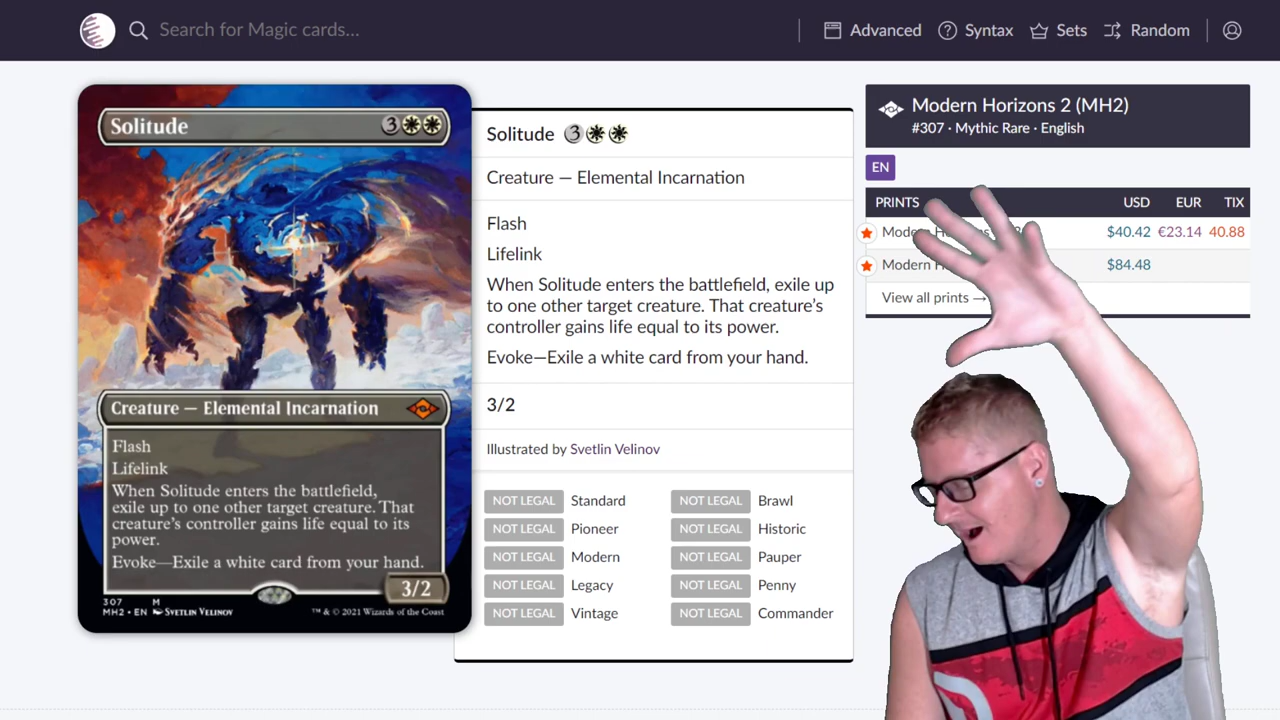 Search for Magic cards...
Advanced
Syntax
Sets
Random
Solitude 3
Creature — Elemental Incarnation
Flash
Lifelink
When Solitude enters the battlefield,
exile up to one other target creature. That
creature's controller gains life equal to its
power.
Evoke—Exile a white card from your hand.
3/2
307 M
MH2 • EN SVETLIN VELINOV
™ & © 2021 Wizards of the Coast
Solitude 3
Creature — Elemental Incarnation
Flash
Lifelink
When Solitude enters the battlefield, exile up
to one other target creature. That creature's
controller gains life equal to its power.
Evoke—Exile a white card from your hand.
3/2
Illustrated by Svetlin Velinov
NOT LEGAL Standard NOT LEGAL Brawl
NOT LEGAL Pioneer NOT LEGAL Historic
NOT LEGAL Modern NOT LEGAL Pauper
NOT LEGAL Legacy NOT LEGAL Penny
NOT LEGAL Vintage NOT LEGAL Commander
Modern Horizons 2 (MH2)
#307 · Mythic Rare · English
EN
PRINTS USD EUR TIX
$40.42 €23.14 40.88
Modern $84.48
View all prints →